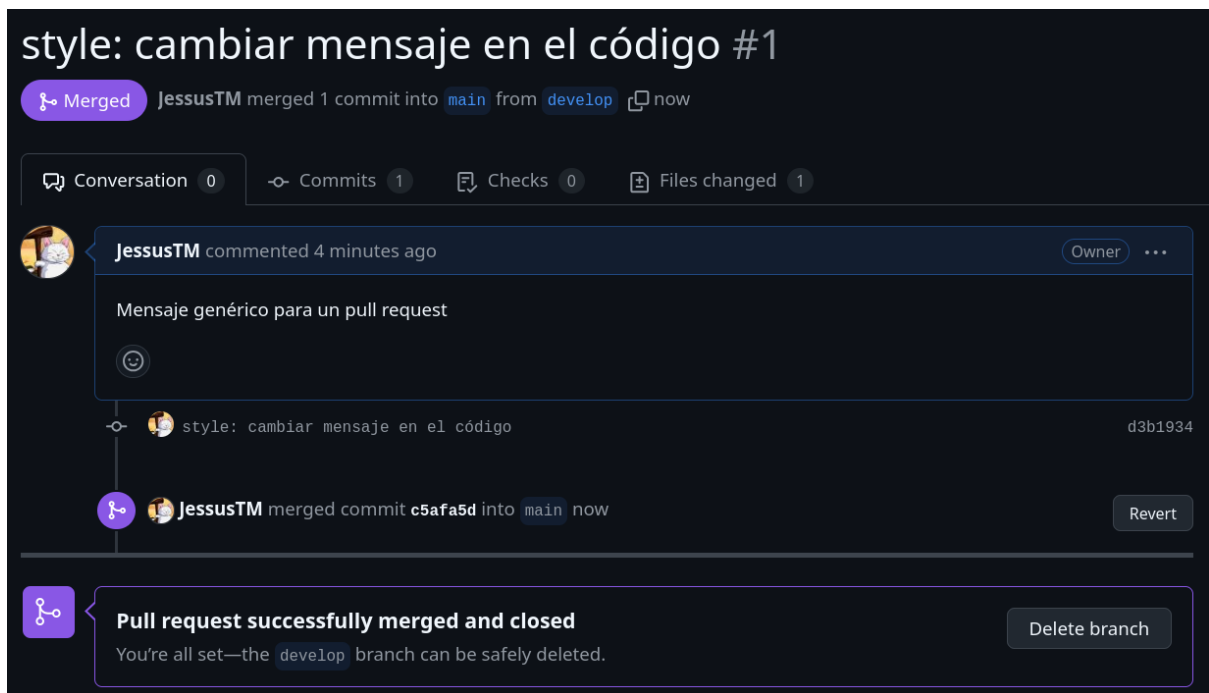 style: cambiar mensaje en el código #1
Merged JessusTM merged 1 commit into main from develop now
Conversation 0 Commits 1 Checks 0 Files changed 1
JessusTM commented 4 minutes ago Owner
Mensaje genérico para un pull request
style: cambiar mensaje en el código d3b1934
JessusTM merged commit c5afa5d into main now Revert
Pull request successfully merged and closed
You’re all set—the develop branch can be safely deleted.
Delete branch